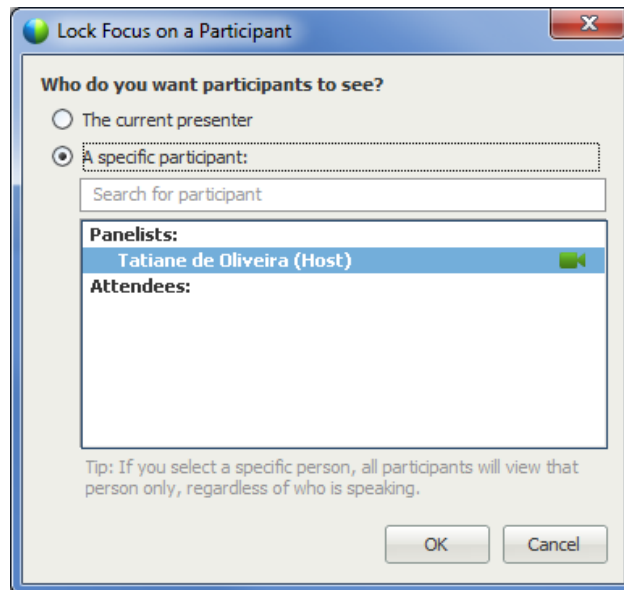 Lock Focus on a Participant
Who do you want participants to see?
The current presenter
A specific participant:
Search for participant
Panelists:
Tatiane de Oliveira (Host)
Attendees:
Tip: If you select a specific person, all participants will view that
person only, regardless of who is speaking.
OK
Cancel